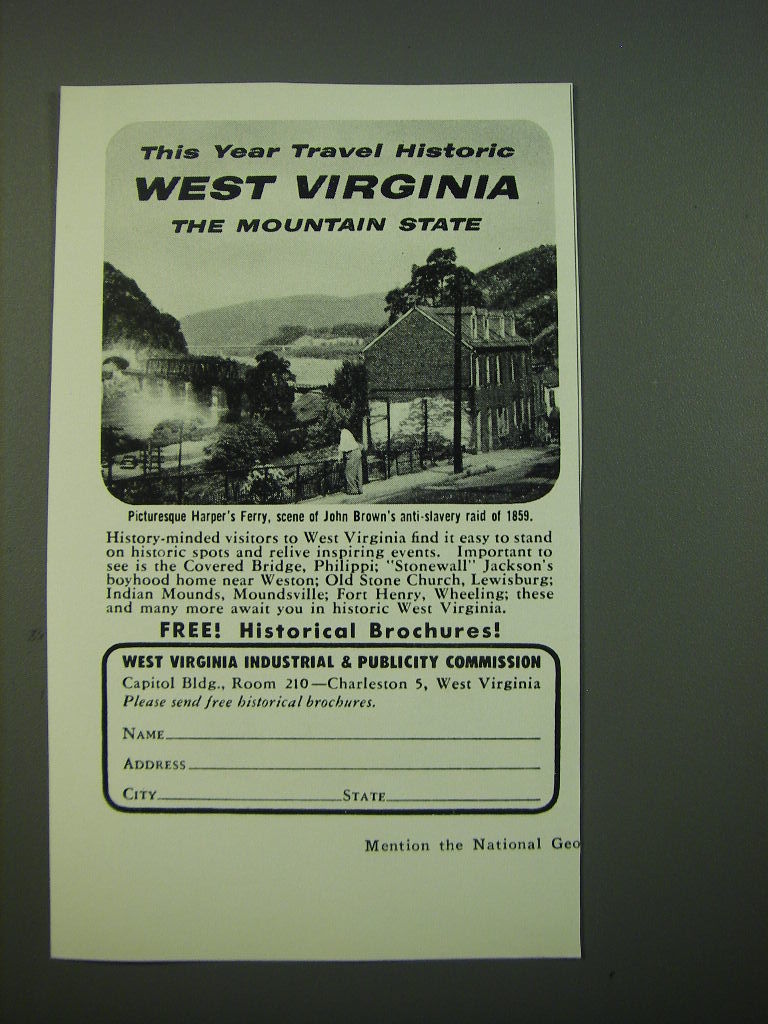 This Year Travel Historic
WEST VIRGINIA
THE MOUNTAIN STATE
Picturesque Harper's Ferry, scene of John Brown's anti-slavery raid of 1859.
History-minded visitors to West Virginia find it easy to stand
on historic spots and relive inspiring events. Important to
see is the Covered Bridge, Philippi; "Stonewall" Jackson's
boyhood home near Weston; Old Stone Church, Lewisburg;
Indian Mounds, Moundsville; Fort Henry, Wheeling; these
and many more await you in historic West Virginia.
FREE! Historical Brochures!
WEST VIRGINIA INDUSTRIAL & PUBLICITY COMMISSION
Capitol Bldg., Room 210—Charleston 5, West Virginia
Please send free historical brochures.
NAME
ADDRESS
CITY STATE
Mention the National Geo